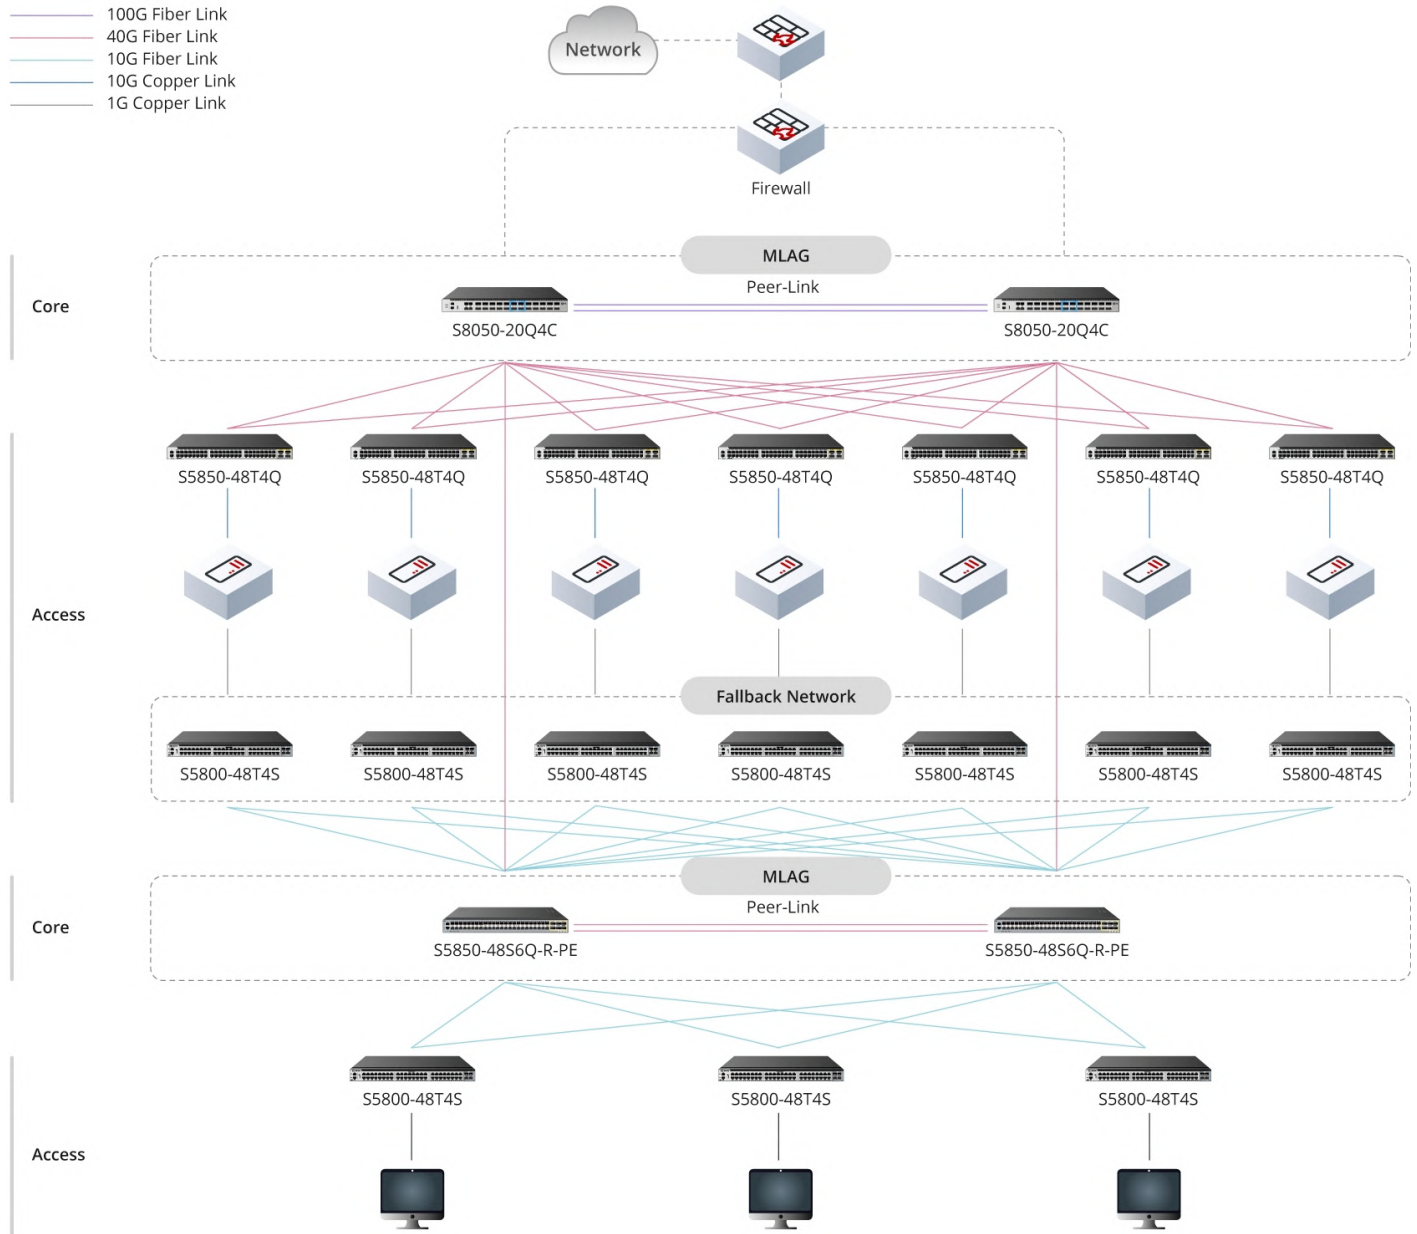 100G Fiber Link
40G Fiber Link
10G Fiber Link
10G Copper Link
1G Copper Link
Network
Firewall
MLAG
Peer-Link
Core
S8050-20Q4C S8050-20Q4C
S5850-48T4Q S5850-48T4Q S5850-48T4Q S5850-48T4Q S5850-48T4Q S5850-48T4Q S5850-48T4Q
Access
Fallback Network
S5800-48T4S S5800-48T4S S5800-48T4S S5800-48T4S S5800-48T4S S5800-48T4S S5800-48T4S
MLAG
Peer-Link
Core
S5850-48S6Q-R-PE S5850-48S6Q-R-PE
S5800-48T4S S5800-48T4S S5800-48T4S
Access